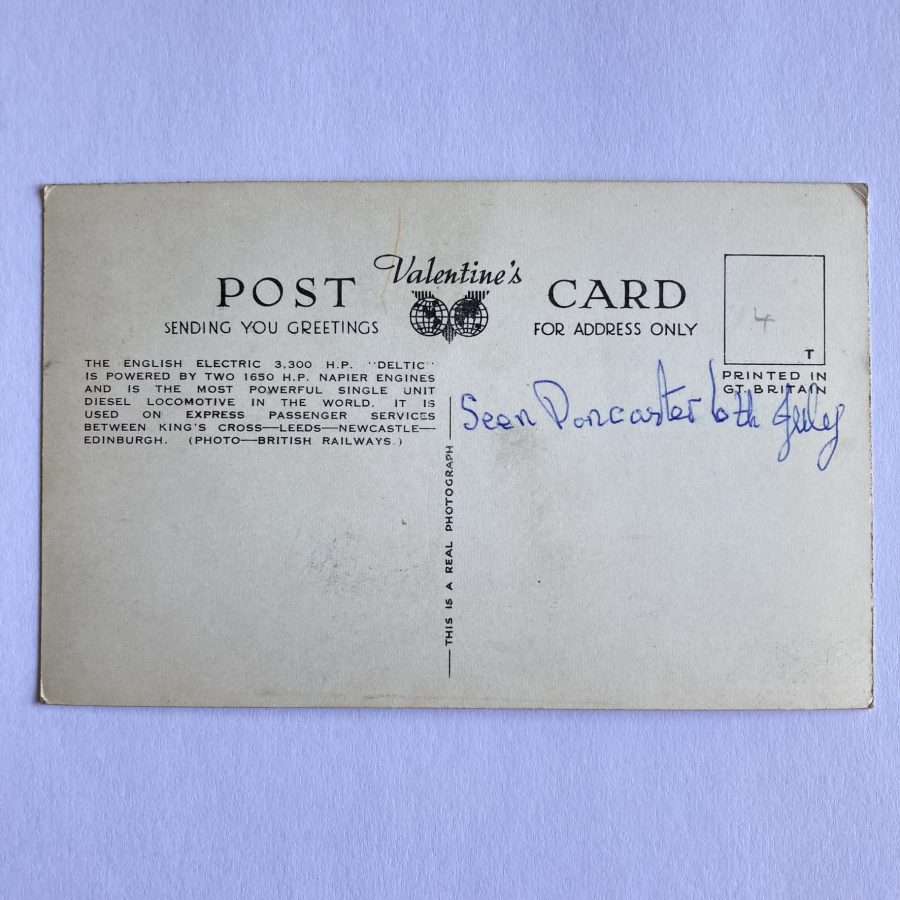 Valentine's
POST CARD
SENDING YOU GREETINGS
FOR ADDRESS ONLY
4
T
PRINTED IN
GT. BRITAIN
THE ENGLISH ELECTRIC 3,300 H.P. "DELTIC"
IS POWERED BY TWO 1650 H.P. NAPIER ENGINES
AND IS THE MOST POWERFUL SINGLE UNIT
DIESEL LOCOMOTIVE IN THE WORLD. IT IS
USED ON EXPRESS PASSENGER SERVICES
BETWEEN KING'S CROSS—LEEDS—NEWCASTLE—
EDINBURGH. (PHOTO—BRITISH RAILWAYS.)
THIS IS A REAL PHOTOGRAPH
Seen Doncaster 6th July